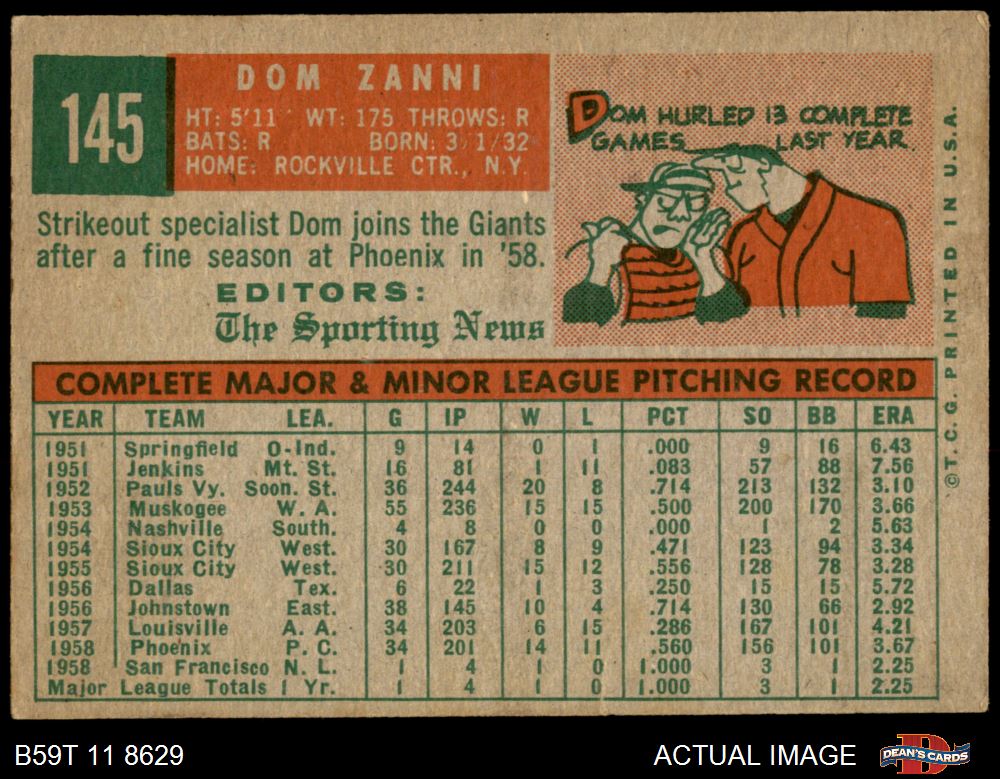 145
DOM ZANNI
HT: 5'11 WT: 175 THROWS: R
BATS: R BORN: 3/1/32
HOME: ROCKVILLE CTR., N.Y.
DOM HURLED 13 COMPLETE
GAMES LAST YEAR.
Strikeout specialist Dom joins the Giants
after a fine season at Phoenix in '58.
EDITORS:
The Sporting News
©T. C. G. PRINTED IN U.S.A.
COMPLETE MAJOR & MINOR LEAGUE PITCHING RECORD
YEAR TEAM LEA. G IP W L PCT SO BB ERA
1951 Springfield O-Ind. 9 14 0 1 .000 9 16 6.43
1951 Jenkins Mt. St. 16 81 1 11 .083 57 88 7.56
1952 Pauls Vy. Soon. St. 36 244 20 8 .714 213 132 3.10
1953 Muskogee W. A. 55 236 15 15 .500 200 170 3.66
1954 Nashville South. 4 8 0 0 .000 1 2 5.63
1954 Sioux City West. 30 167 8 9 .471 123 94 3.34
1955 Sioux City West. 30 211 15 12 .556 128 78 3.28
1956 Dallas Tex. 6 22 1 3 .250 15 15 5.72
1956 Johnstown East. 38 145 10 4 .714 130 66 2.92
1957 Louisville A. A. 34 203 6 15 .286 167 101 4.21
1958 Phoenix P. C. 34 201 14 11 .560 156 101 3.67
1958 San Francisco N. L. 1 4 1 0 1.000 3 1 2.25
Major League Totals 1 Yr. 1 4 1 0 1.000 3 1 2.25
B59T 11 8629
ACTUAL IMAGE
DEAN'S CARDS